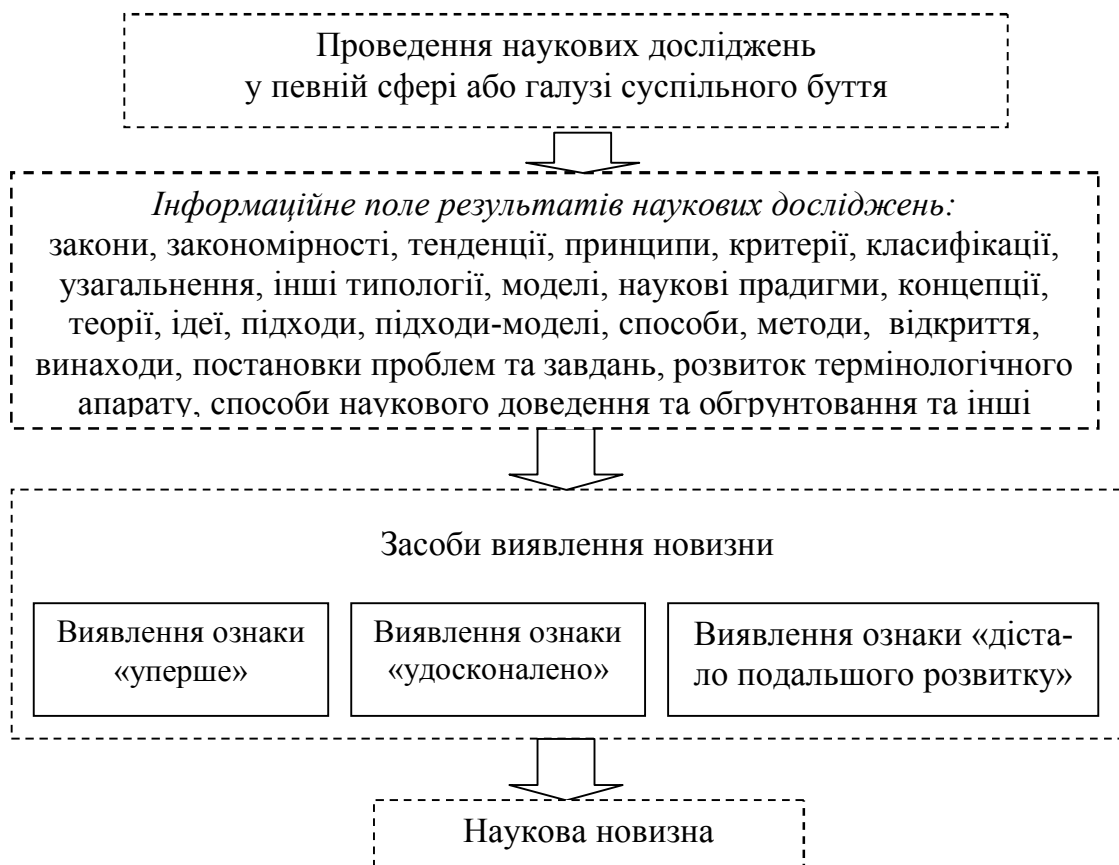 Проведення наукових досліджень
у певній сфері або галузі суспільного буття
Інформаційне поле результатів наукових досліджень:
закони, закономірності, тенденції, принципи, критерії, класифікації,
узагальнення, інші типології, моделі, наукові прадигми, концепції,
теорії, ідеї, підходи, підходи-моделі, способи, методи, відкриття,
винаходи, постановки проблем та завдань, розвиток термінологічного
апарату, способи наукового доведення та обгрунтовання та інші
Засоби виявлення новизни
Виявлення ознаки
«уперше»
Виявлення ознаки
«удосконалено»
Виявлення ознаки «діста-
ло подальшого розвитку»
Наукова новизна